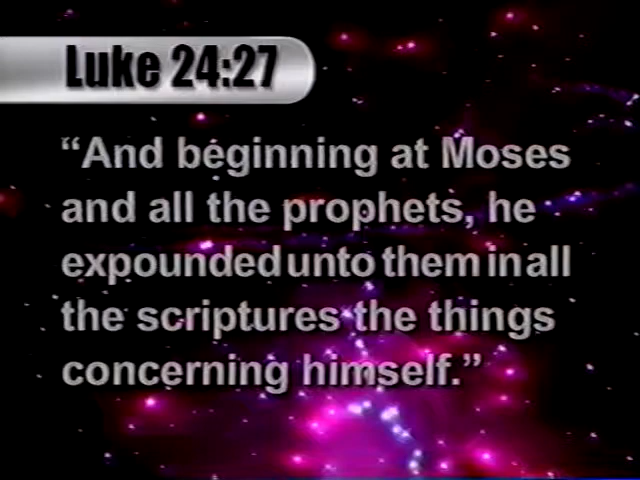 Luke 24:27
“And beginning at Moses
and all the prophets, he
expounded unto them in all
the scriptures the things
concerning himself.”